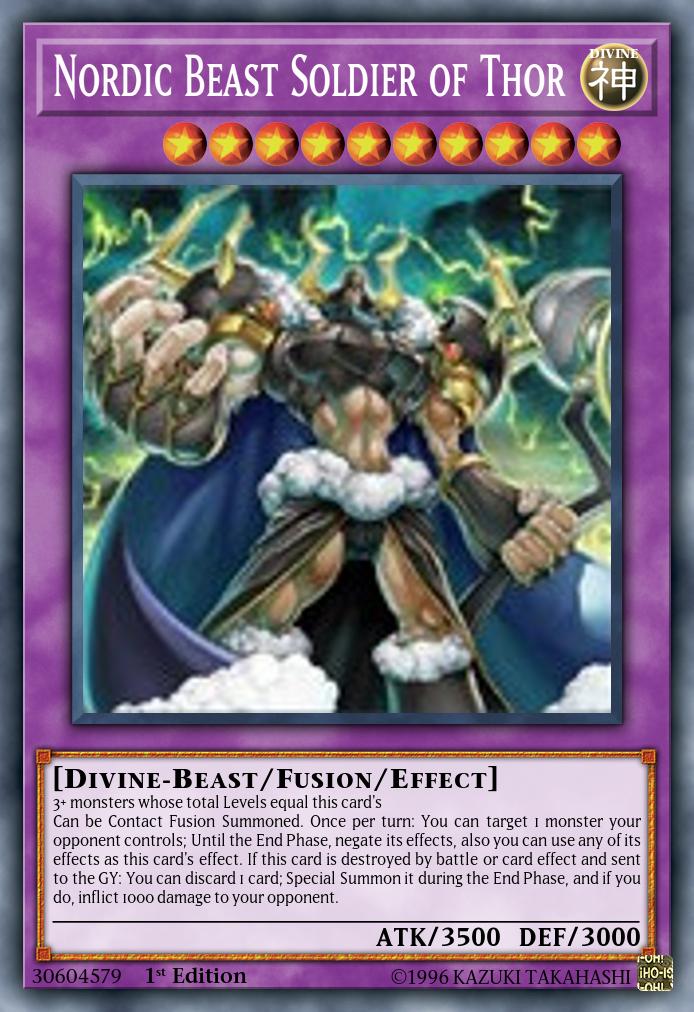 NORDIC BEAST SOLDIER OF THOR
DIVINE
神
[DIVINE-BEAST/FUSION/EFFECT]
3+ monsters whose total Levels equal this card's
Can be Contact Fusion Summoned. Once per turn: You can target 1 monster your
opponent controls; Until the End Phase, negate its effects, also you can use any of its
effects as this card's effect. If this card is destroyed by battle or card effect and sent
to the GY: You can discard 1 card; Special Summon it during the End Phase, and if you
do, inflict 1000 damage to your opponent.
ATK/3500 DEF/3000
30604579 1st Edition ©1996 KAZUKI TAKAHASHI